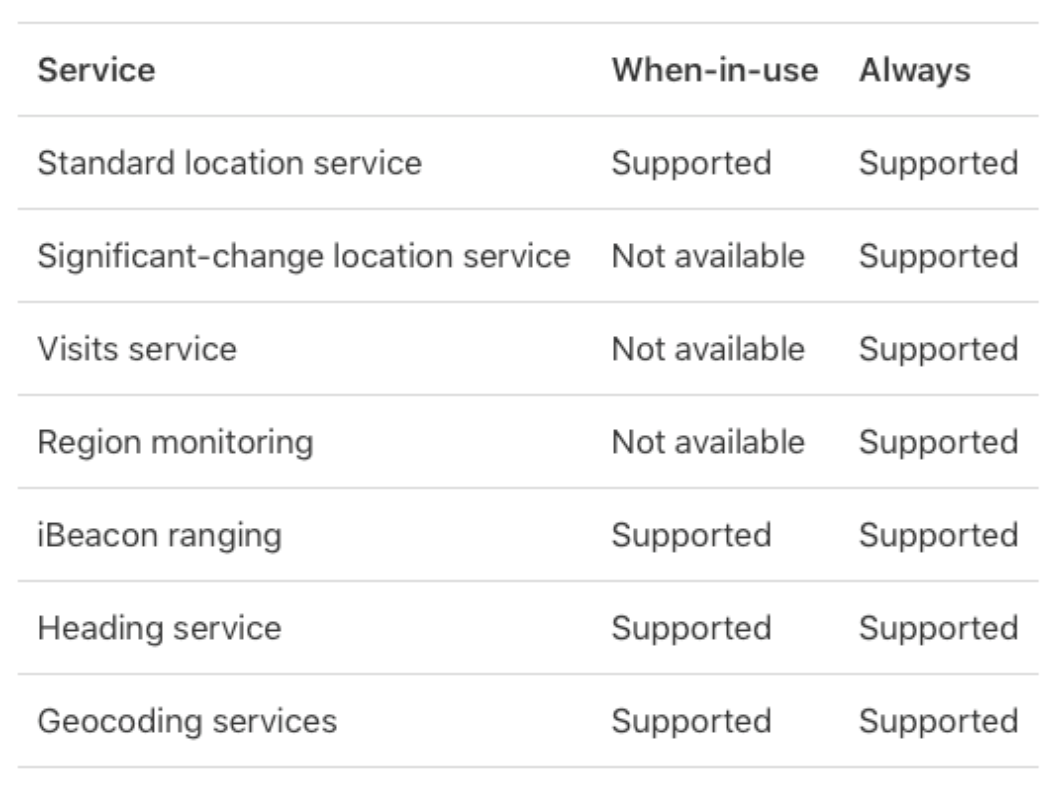 Service When-in-use Always
Standard location service Supported Supported
Significant-change location service Not available Supported
Visits service Not available Supported
Region monitoring Not available Supported
iBeacon ranging Supported Supported
Heading service Supported Supported
Geocoding services Supported Supported